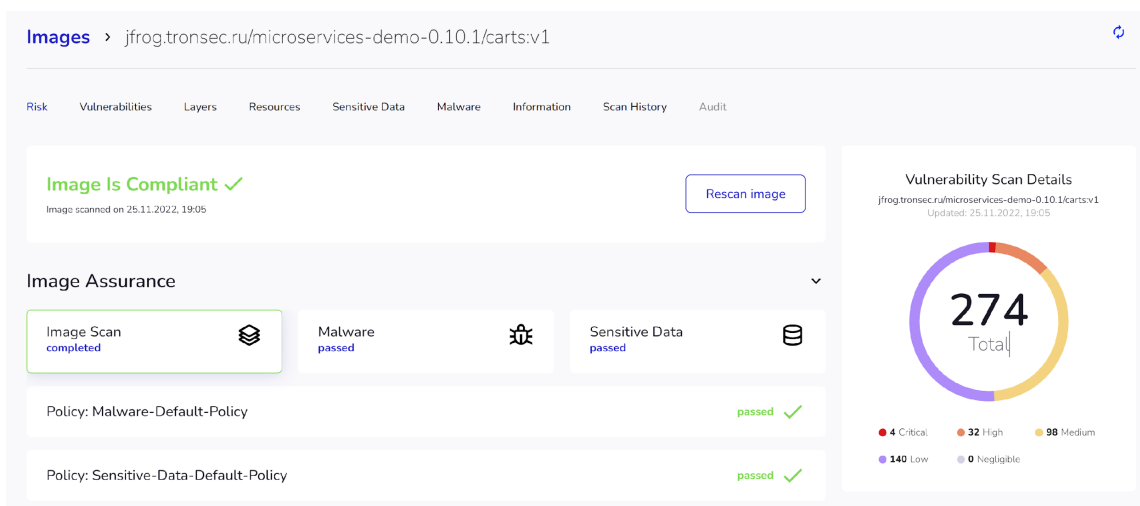 Images > jfrog.tronsec.ru/microservices-demo-0.10.1/carts:v1
Risk Vulnerabilities Layers Resources Sensitive Data Malware Information Scan History Audit
Image Is Compliant
Image scanned on 25.11.2022, 19:05
Rescan image
Image Assurance
Image Scan
completed
Malware
passed
Sensitive Data
passed
Policy: Malware-Default-Policy passed
Policy: Sensitive-Data-Default-Policy passed
Vulnerability Scan Details
jfrog.tronsec.ru/microservices-demo-0.10.1/carts:v1
Updated: 25.11.2022, 19:05
274
Total
4 Critical 32 High 98 Medium
140 Low 0 Negligible